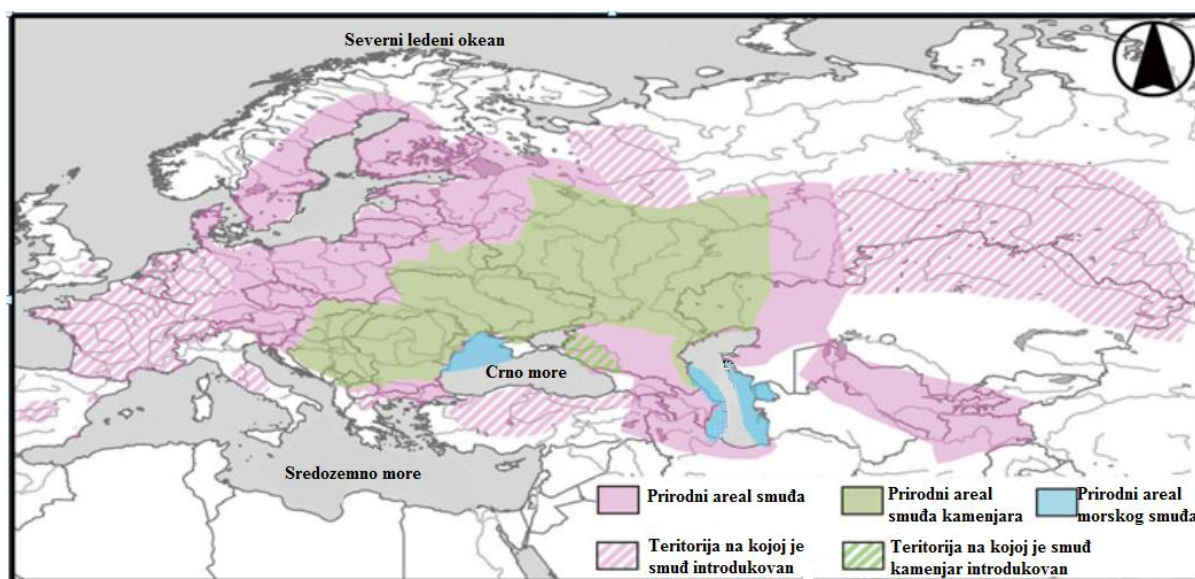 Severni ledeni okean
Crno more
Sredozemno more
Prirodni areal smuđa
Prirodni areal
smuđa kamenjara
Prirodni areal
morskog smuđa
Teritorija na kojoj je
smuđ introdukovan
Teritorija na kojoj je smuđ
kamenjar introdukovan